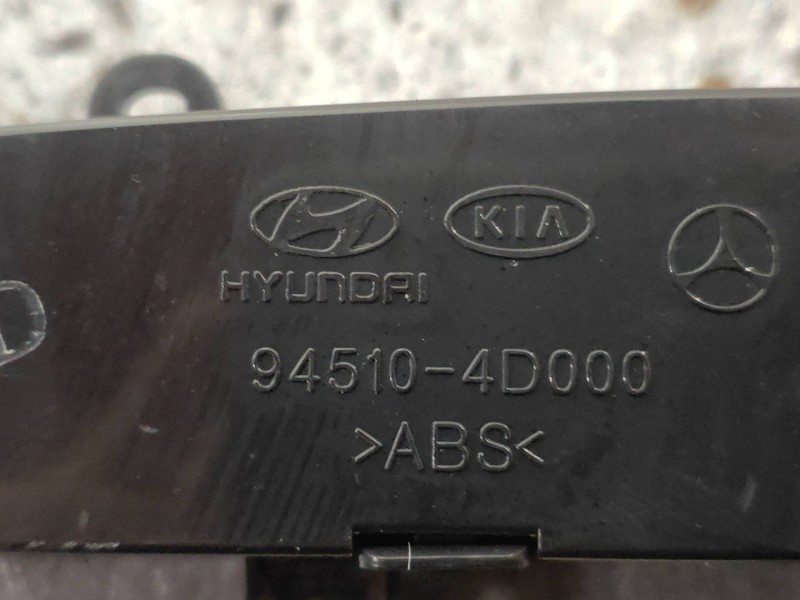 KIA
HYUNDAI
94510-4D000
>ABS<